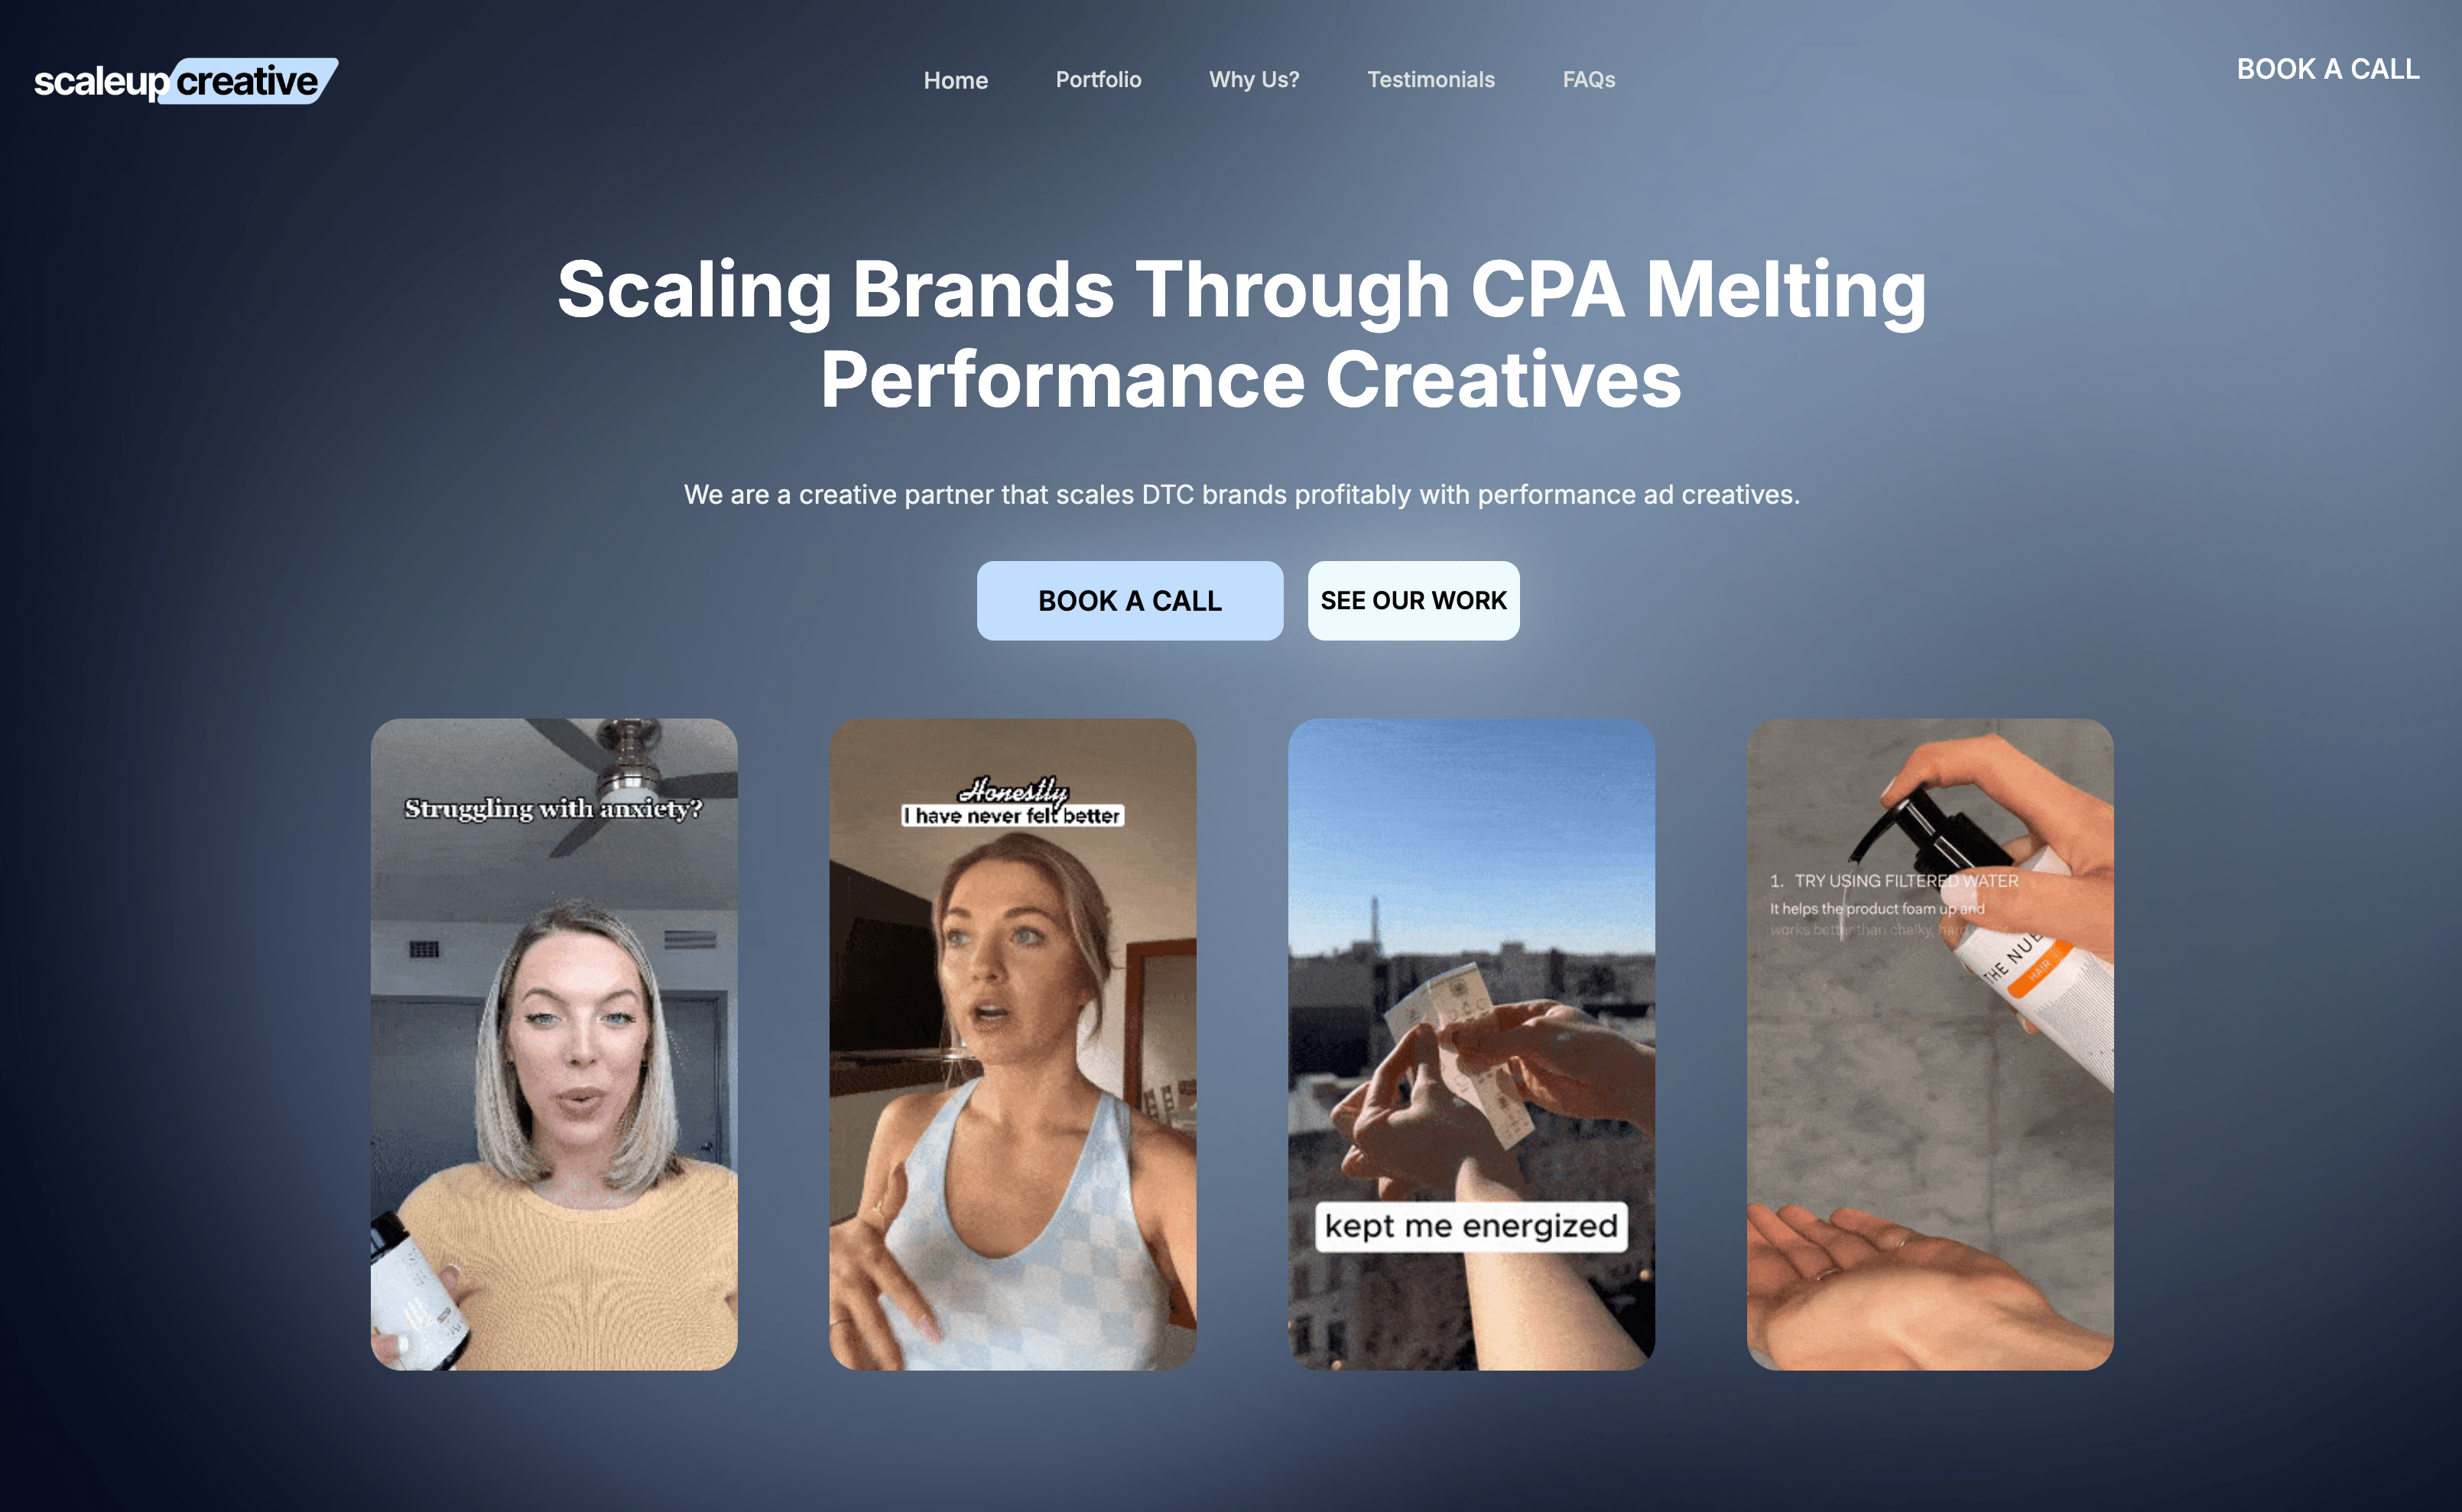 scaleup creative
Home Portfolio Why Us? Testimonials FAQs
BOOK A CALL
Scaling Brands Through CPA Melting
Performance Creatives
We are a creative partner that scales DTC brands profitably with performance ad creatives.
BOOK A CALL
SEE OUR WORK
Struggling with anxiety?
Honestly
I have never felt better
kept me energized
1. TRY USING FILTERED WATER
It helps the product foam up and
works better than chalky, hard
THE NUE
HAIR